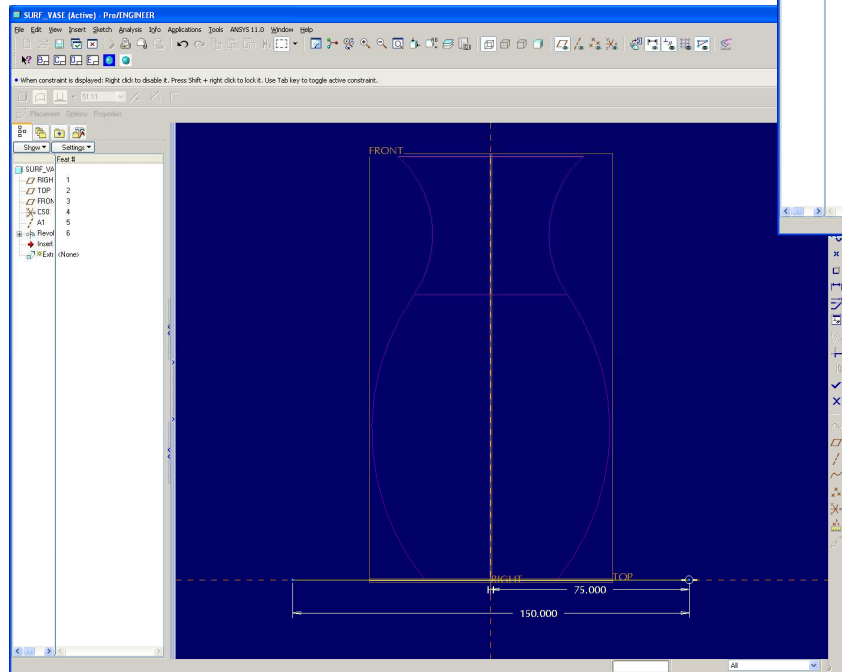 SURF_VASE (Active) - Pro/ENGINEER
File Edit View Insert Sketch Analysis Info Applications Tools ANSYS 11.0 Window Help
• When constraint is displayed: Right click to disable it. Press Shift + right click to lock it. Use Tab key to toggle active constraint.
51.11
Placement Options Properties
Show Settings
Feat #
SURF_VA
RIGH 1
TOP 2
FRON 3
CS0 4
A1 5
Revol 6
Insert
Extr <None>
FRONT
RIGHT
TOP
H
75.000
150.000
All